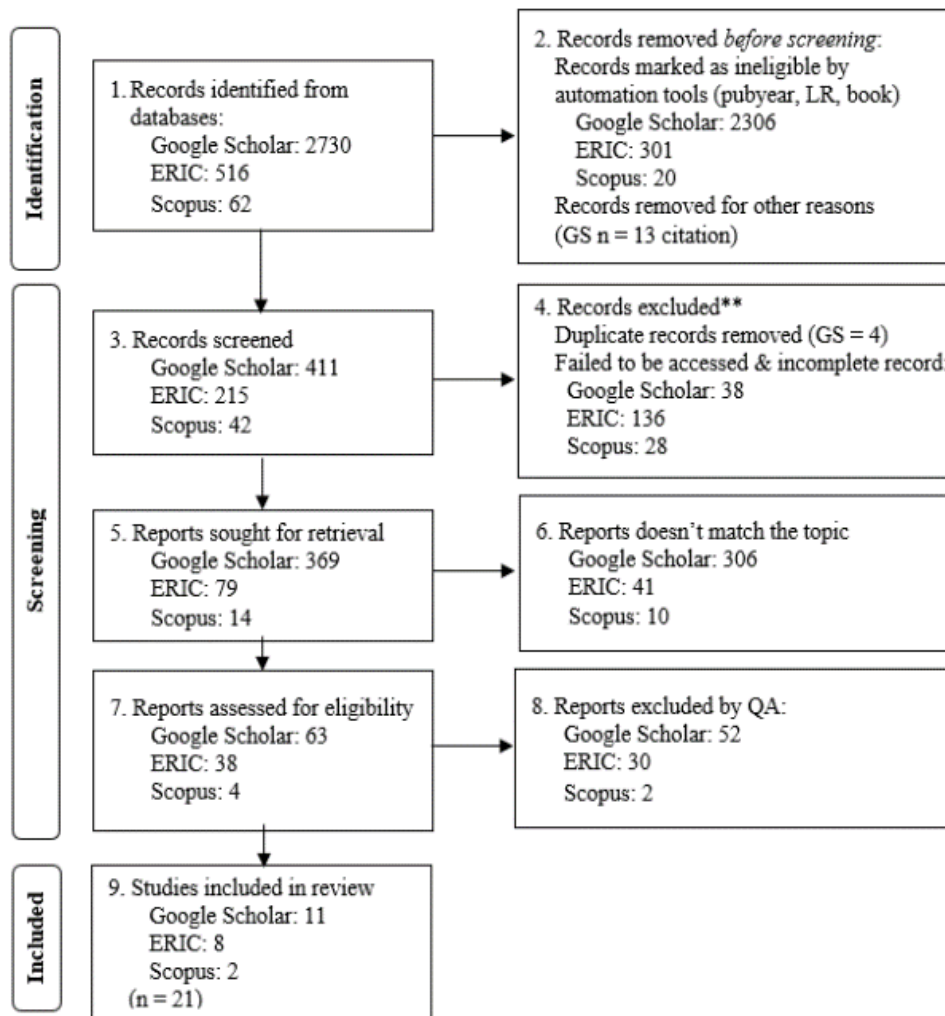 Identification
1. Records identified from
databases:
Google Scholar: 2730
ERIC: 516
Scopus: 62
2. Records removed before screening:
Records marked as ineligible by
automation tools (pubyear, LR, book)
Google Scholar: 2306
ERIC: 301
Scopus: 20
Records removed for other reasons
(GS n = 13 citation)
Screening
3. Records screened
Google Scholar: 411
ERIC: 215
Scopus: 42
4. Records excluded**
Duplicate records removed (GS = 4)
Failed to be accessed & incomplete record:
Google Scholar: 38
ERIC: 136
Scopus: 28
5. Reports sought for retrieval
Google Scholar: 369
ERIC: 79
Scopus: 14
6. Reports doesn't match the topic
Google Scholar: 306
ERIC: 41
Scopus: 10
7. Reports assessed for eligibility
Google Scholar: 63
ERIC: 38
Scopus: 4
8. Reports excluded by QA:
Google Scholar: 52
ERIC: 30
Scopus: 2
Included
9. Studies included in review
Google Scholar: 11
ERIC: 8
Scopus: 2
(n = 21)